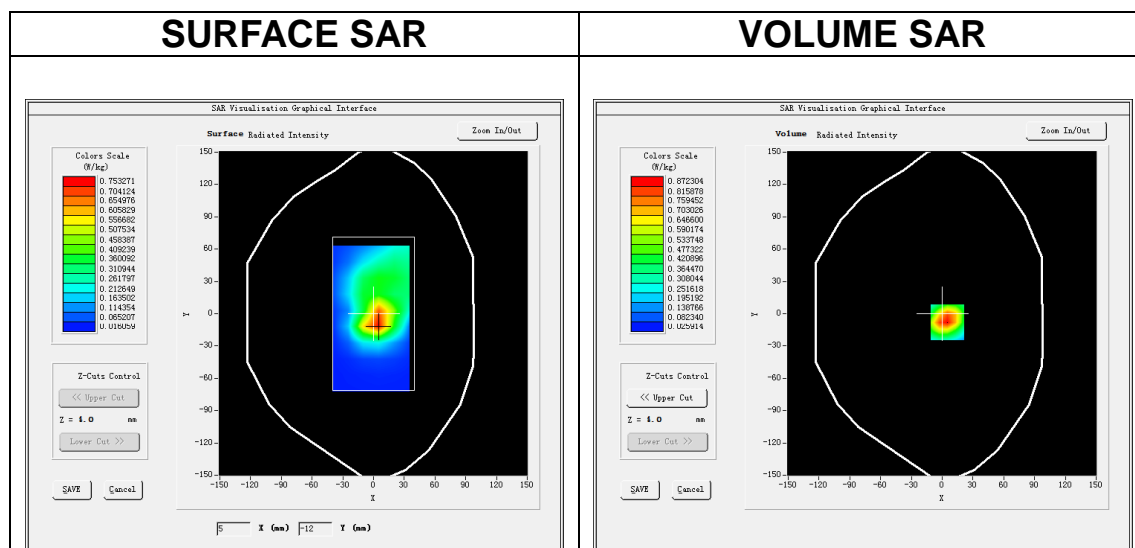 SURFACE SAR
VOLUME SAR
SAR Visualisation Graphical Interface
Surface Radiated Intensity
Zoom In/Out
Colors Scale
(W/kg)
0.753271
0.704124
0.654976
0.605829
0.556682
0.507534
0.458387
0.409239
0.360092
0.310944
0.261797
0.212649
0.163502
0.114354
0.065207
0.016059
150
120
90
60
30
0
-30
-60
-90
-120
-150
Y
-150 -120 -90 -60 -30 0 30 60 90 120 150
X
Z-Cuts Control
<< Upper Cut
Z = 4.0 mm
Lower Cut >>
SAVE Cancel
5 X (mm) -12 Y (mm)
SAR Visualisation Graphical Interface
Volume Radiated Intensity
Zoom In/Out
Colors Scale
(W/kg)
0.872304
0.815878
0.759452
0.703026
0.646600
0.590174
0.533748
0.477322
0.420896
0.364470
0.308044
0.251618
0.195192
0.138766
0.082340
0.025914
150
120
90
60
30
0
-30
-60
-90
-120
-150
Y
-150 -120 -90 -60 -30 0 30 60 90 120 150
X
Z-Cuts Control
<< Upper Cut
Z = 4.0 mm
Lower Cut >>
SAVE Cancel